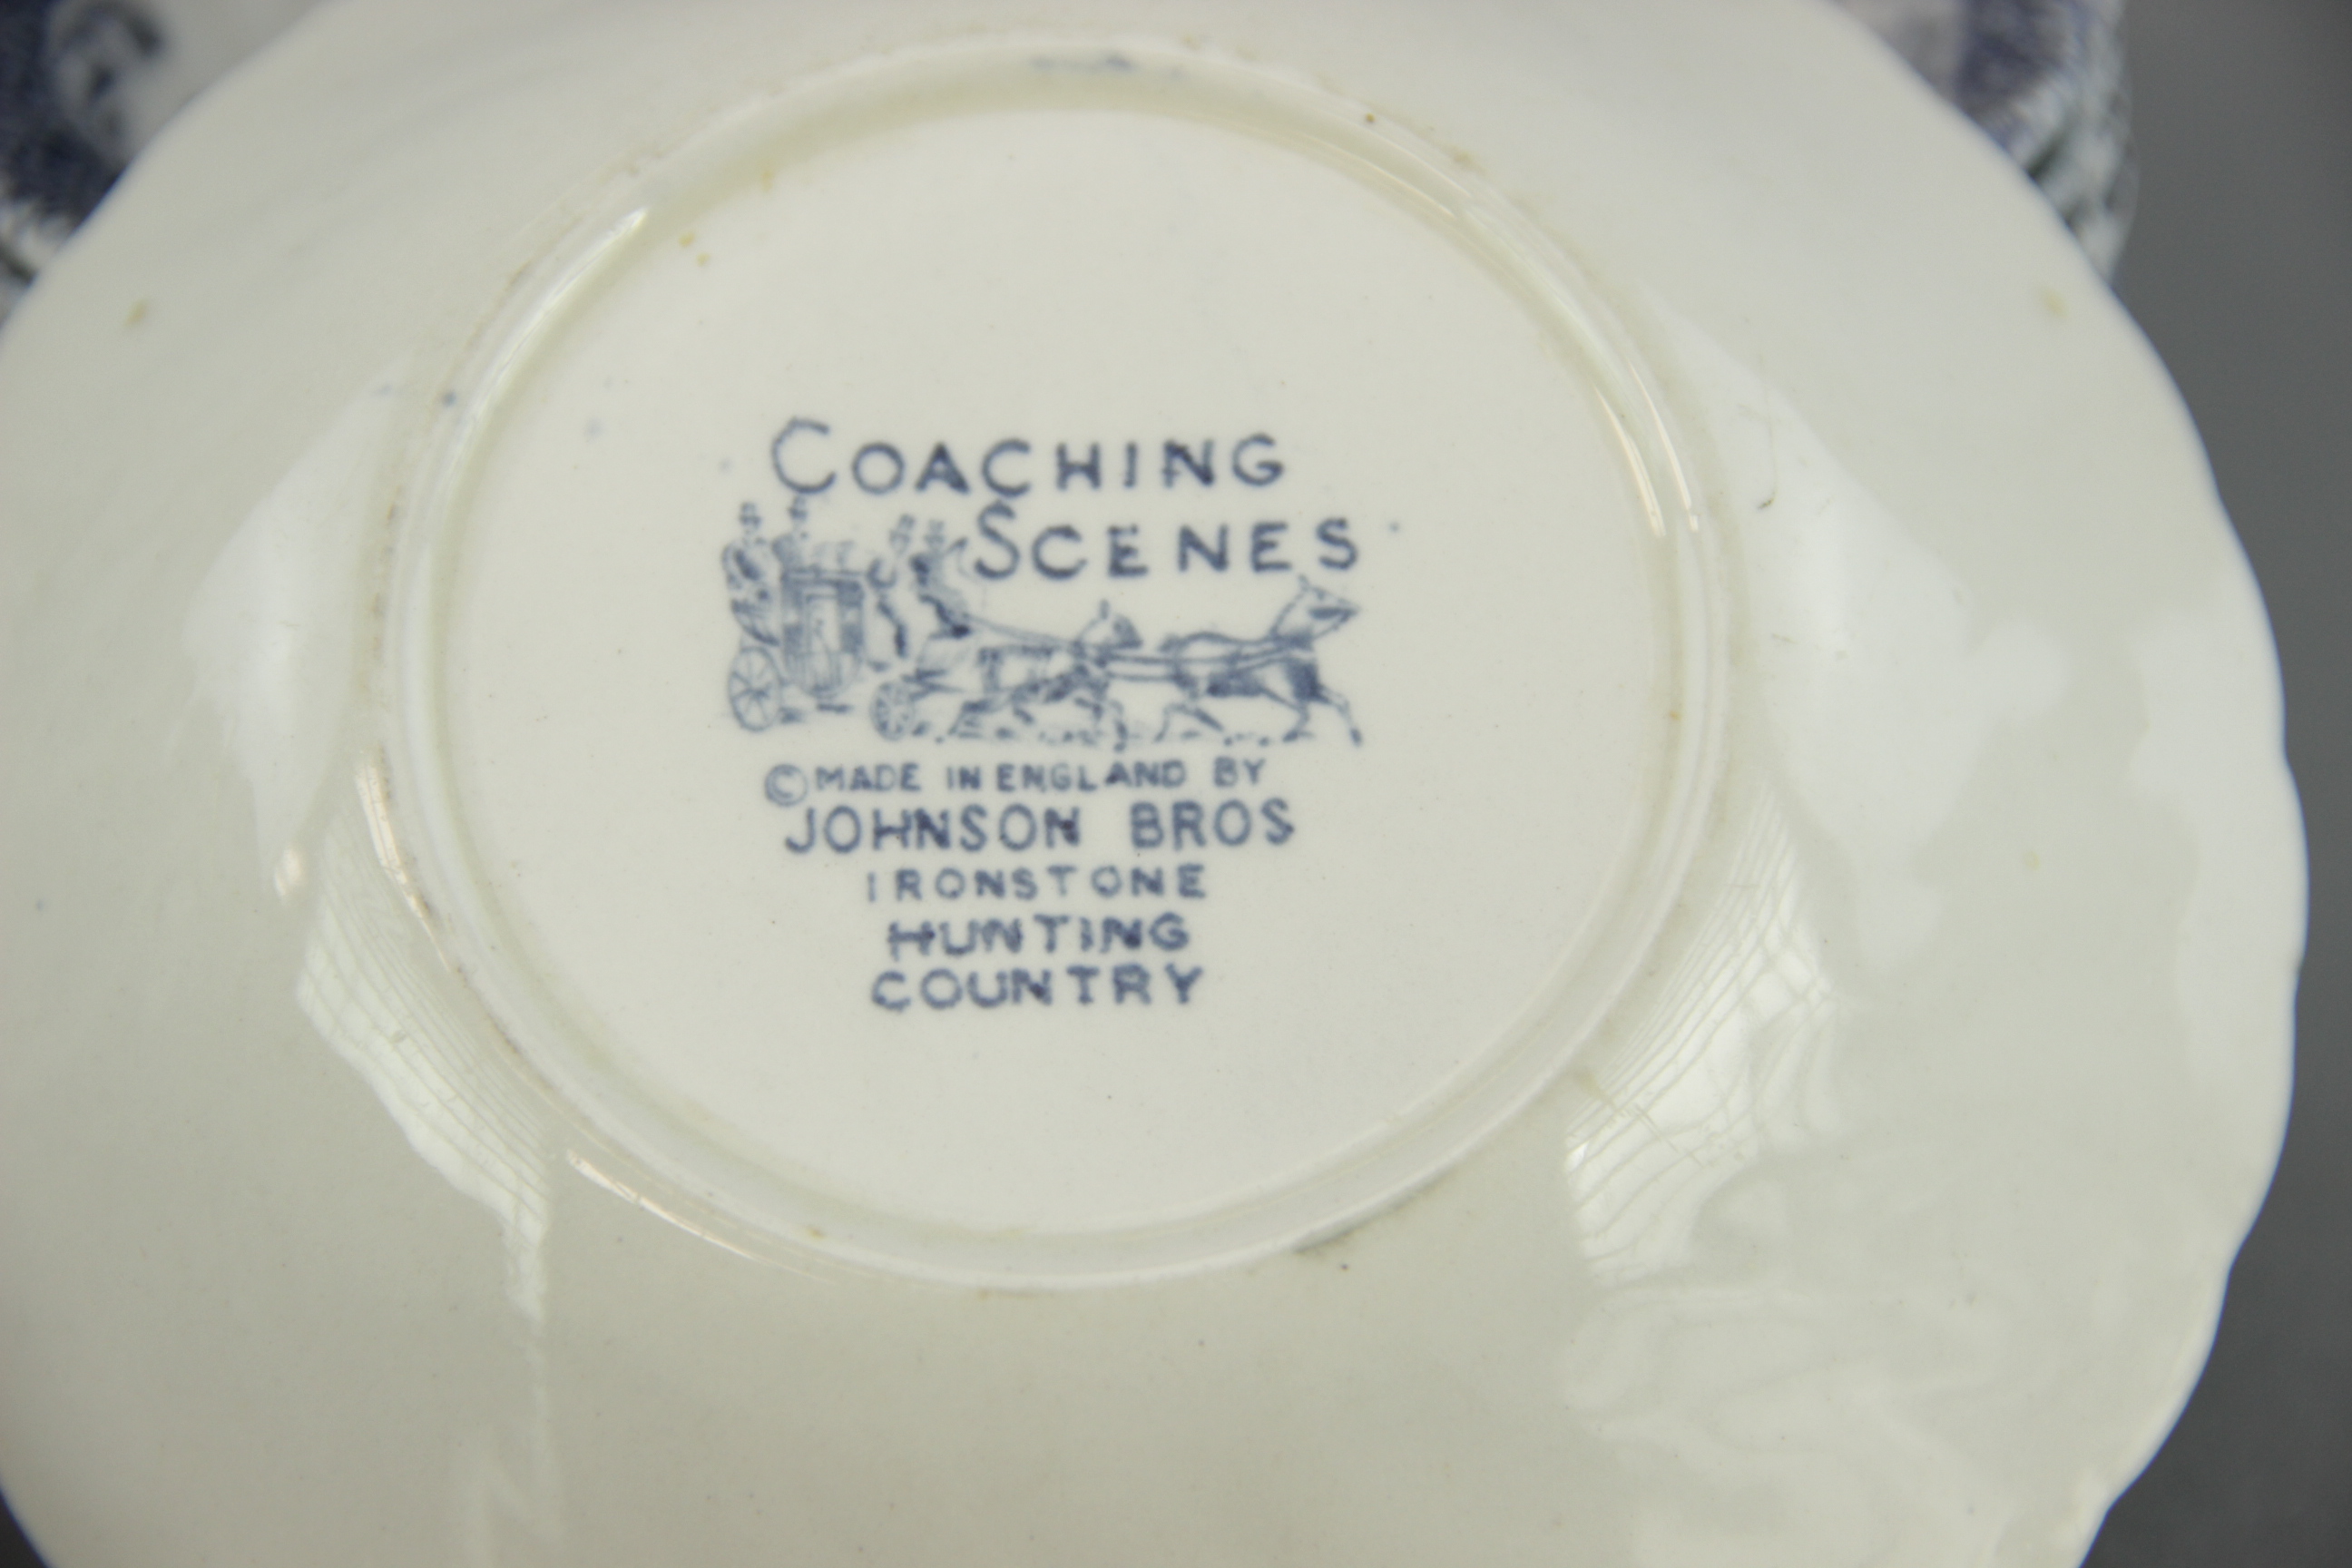 COACHING
SCENES
©MADE IN ENGLAND BY
JOHNSON BROS
IRONSTONE
HUNTING
COUNTRY